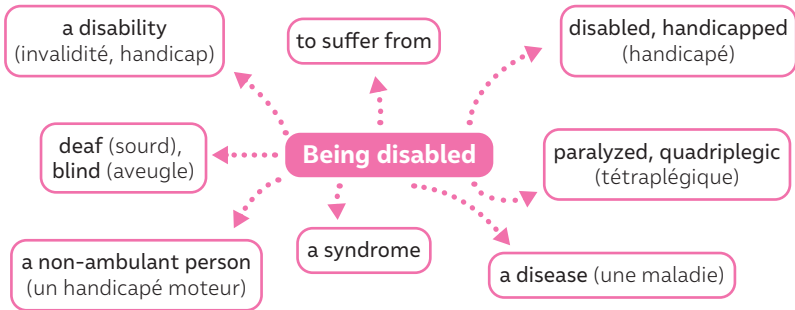 a disability
(invalidité, handicap)
to suffer from
disabled, handicapped
(handicapé)
deaf (sourd),
blind (aveugle)
Being disabled
paralyzed, quadriplegic
(tétraplégique)
a non-ambulant person
(un handicapé moteur)
a syndrome
a disease (une maladie)